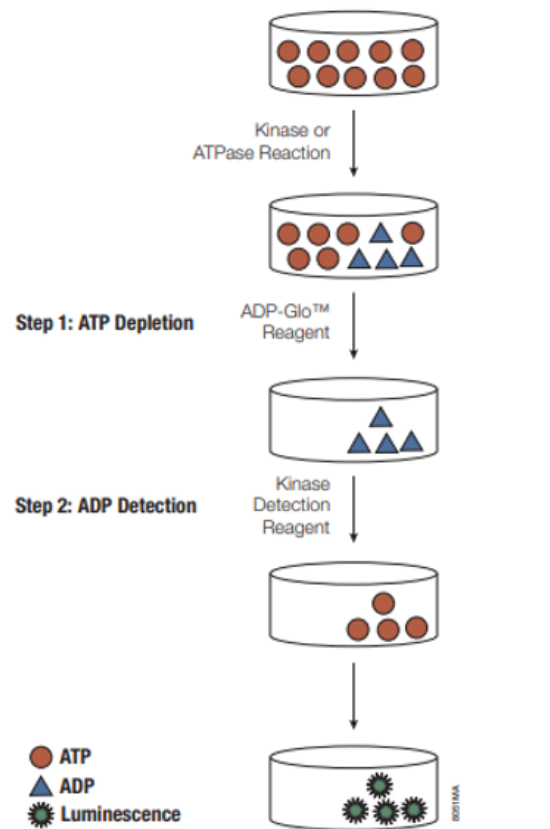 Kinase or
ATPase Reaction
Step 1: ATP Depletion
ADP-Glo™
Reagent
Step 2: ADP Detection
Kinase
Detection
Reagent
ATP
ADP
Luminescence
8051MA